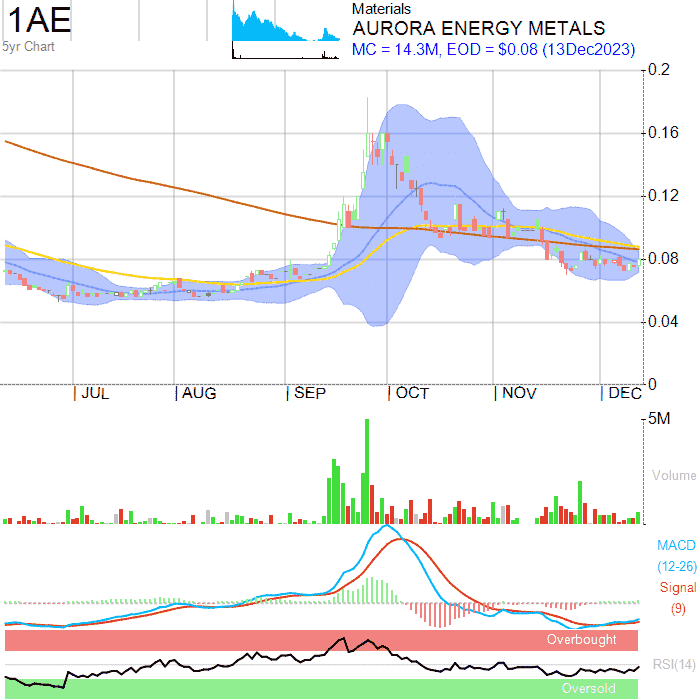 1AE
5yr Chart
Materials
AURORA ENERGY METALS
MC = 14.3M, EOD = $0.08 (13Dec2023)
0.2
0.16
0.12
0.08
0.04
0
JUL
AUG
SEP
OCT
NOV
DEC
5M
Volume
MACD
(12-26)
Signal
(9)
Overbought
RSI(14)
Oversold